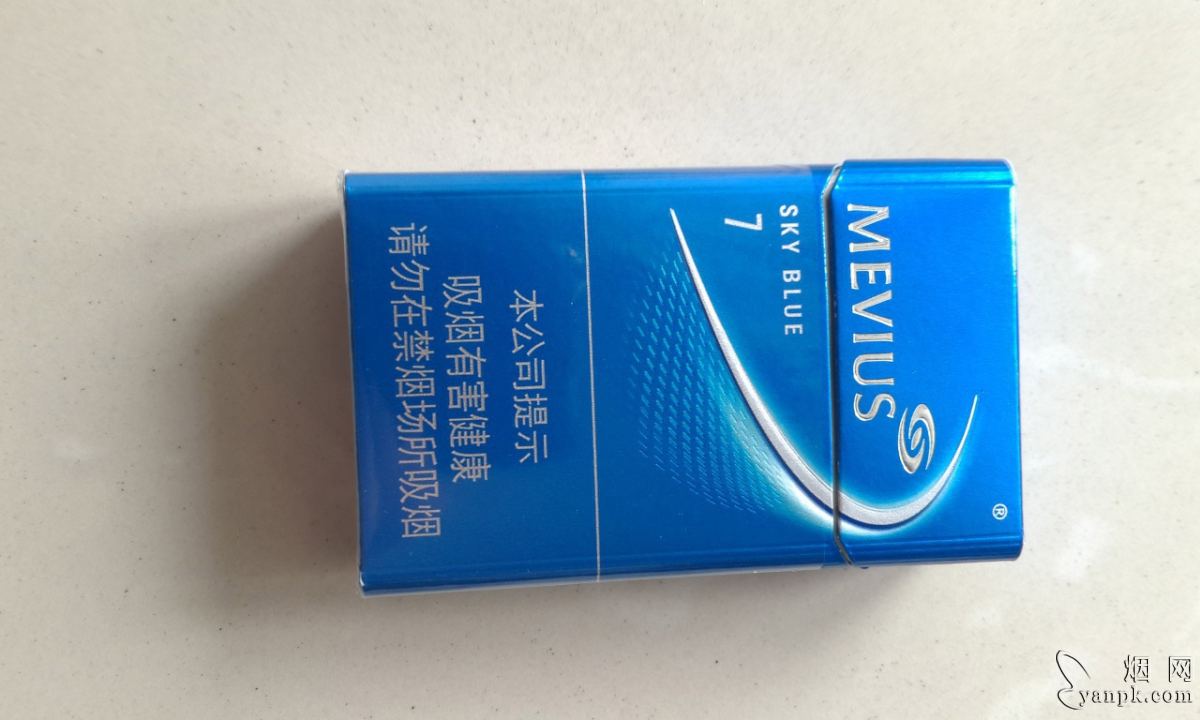 MEVIUS
®
SKY BLUE
7
本公司提示
吸烟有害健康
请勿在禁烟场所吸烟
烟网
yanpk.com